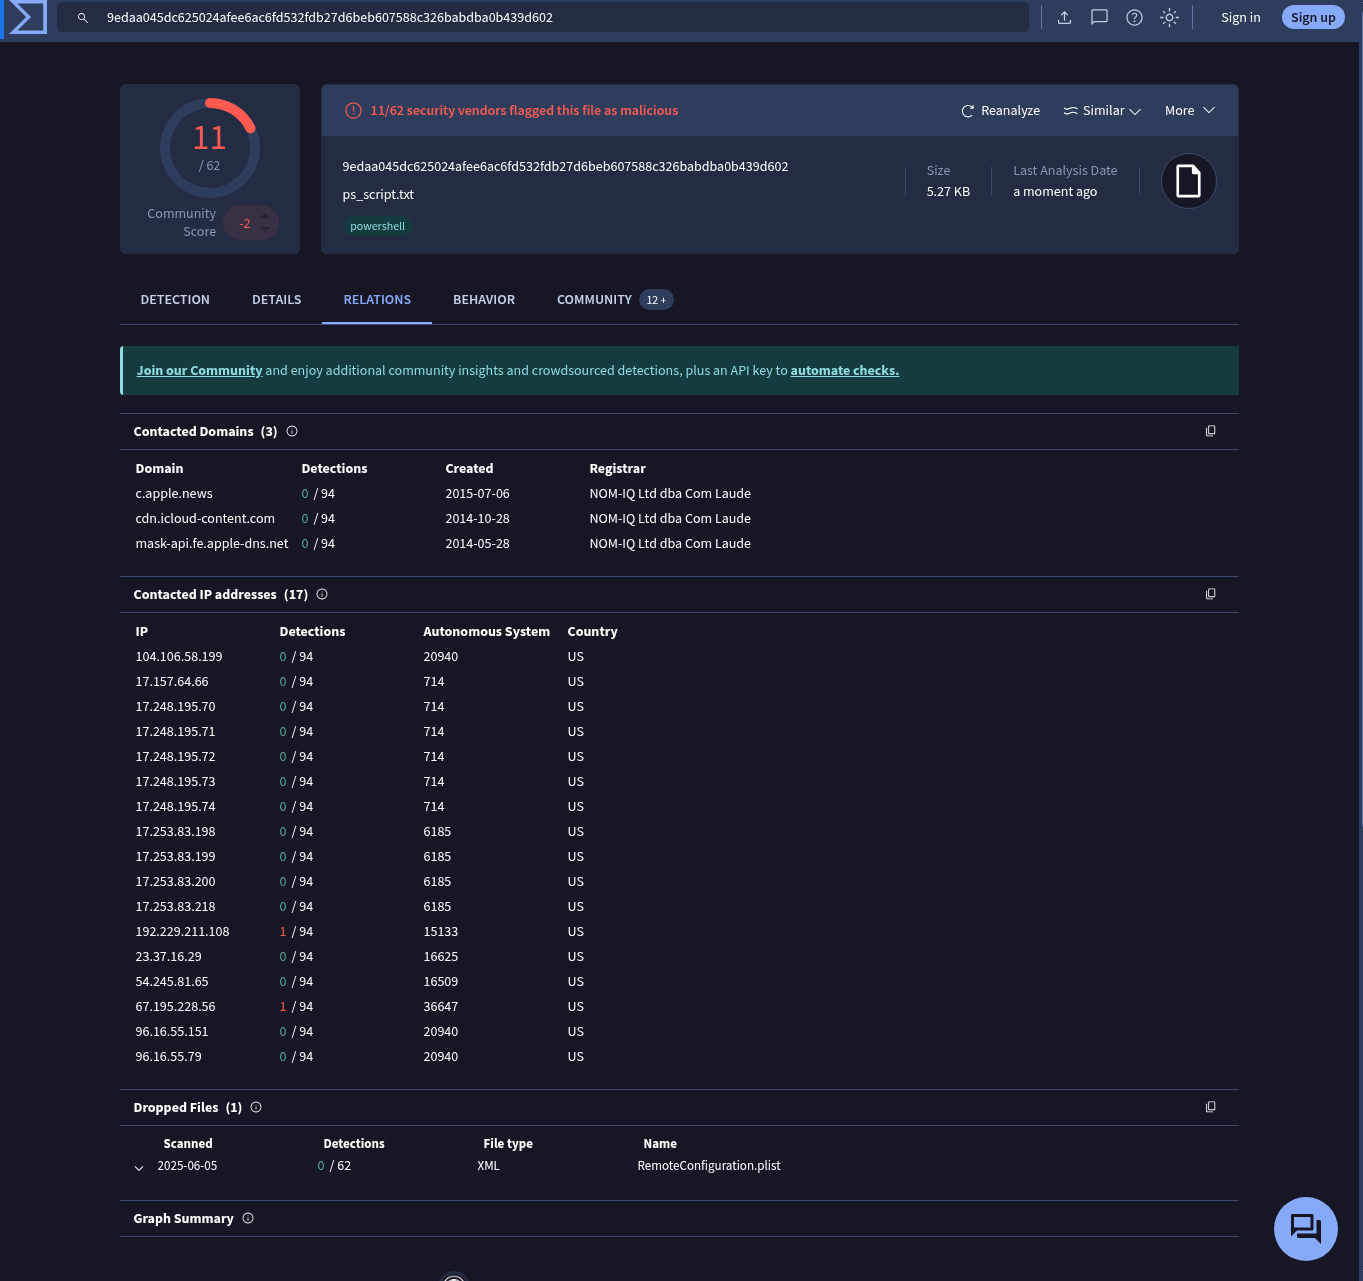 9edaa045dc625024afee6ac6fd532fdb27d6beb607588c326babdba0b439d602
Sign in
Sign up
11
/ 62
Community
Score
-2
11/62 security vendors flagged this file as malicious
Reanalyze
Similar
More
9edaa045dc625024afee6ac6fd532fdb27d6beb607588c326babdba0b439d602
ps_script.txt
powershell
Size
5.27 KB
Last Analysis Date
a moment ago
DETECTION DETAILS RELATIONS BEHAVIOR COMMUNITY 12 +
Join our Community and enjoy additional community insights and crowdsourced detections, plus an API key to automate checks.
Contacted Domains (3)
Domain Detections Created Registrar
c.apple.news 0 / 94 2015-07-06 NOM-IQ Ltd dba Com Laude
cdn.icloud-content.com 0 / 94 2014-10-28 NOM-IQ Ltd dba Com Laude
mask-api.fe.apple-dns.net 0 / 94 2014-05-28 NOM-IQ Ltd dba Com Laude
Contacted IP addresses (17)
IP Detections Autonomous System Country
104.106.58.199 0 / 94 20940 US
17.157.64.66 0 / 94 714 US
17.248.195.70 0 / 94 714 US
17.248.195.71 0 / 94 714 US
17.248.195.72 0 / 94 714 US
17.248.195.73 0 / 94 714 US
17.248.195.74 0 / 94 714 US
17.253.83.198 0 / 94 6185 US
17.253.83.199 0 / 94 6185 US
17.253.83.200 0 / 94 6185 US
17.253.83.218 0 / 94 6185 US
192.229.211.108 1 / 94 15133 US
23.37.16.29 0 / 94 16625 US
54.245.81.65 0 / 94 16509 US
67.195.228.56 1 / 94 36647 US
96.16.55.151 0 / 94 20940 US
96.16.55.79 0 / 94 20940 US
Dropped Files (1)
Scanned Detections File type Name
2025-06-05 0 / 62 XML RemoteConfiguration.plist
Graph Summary